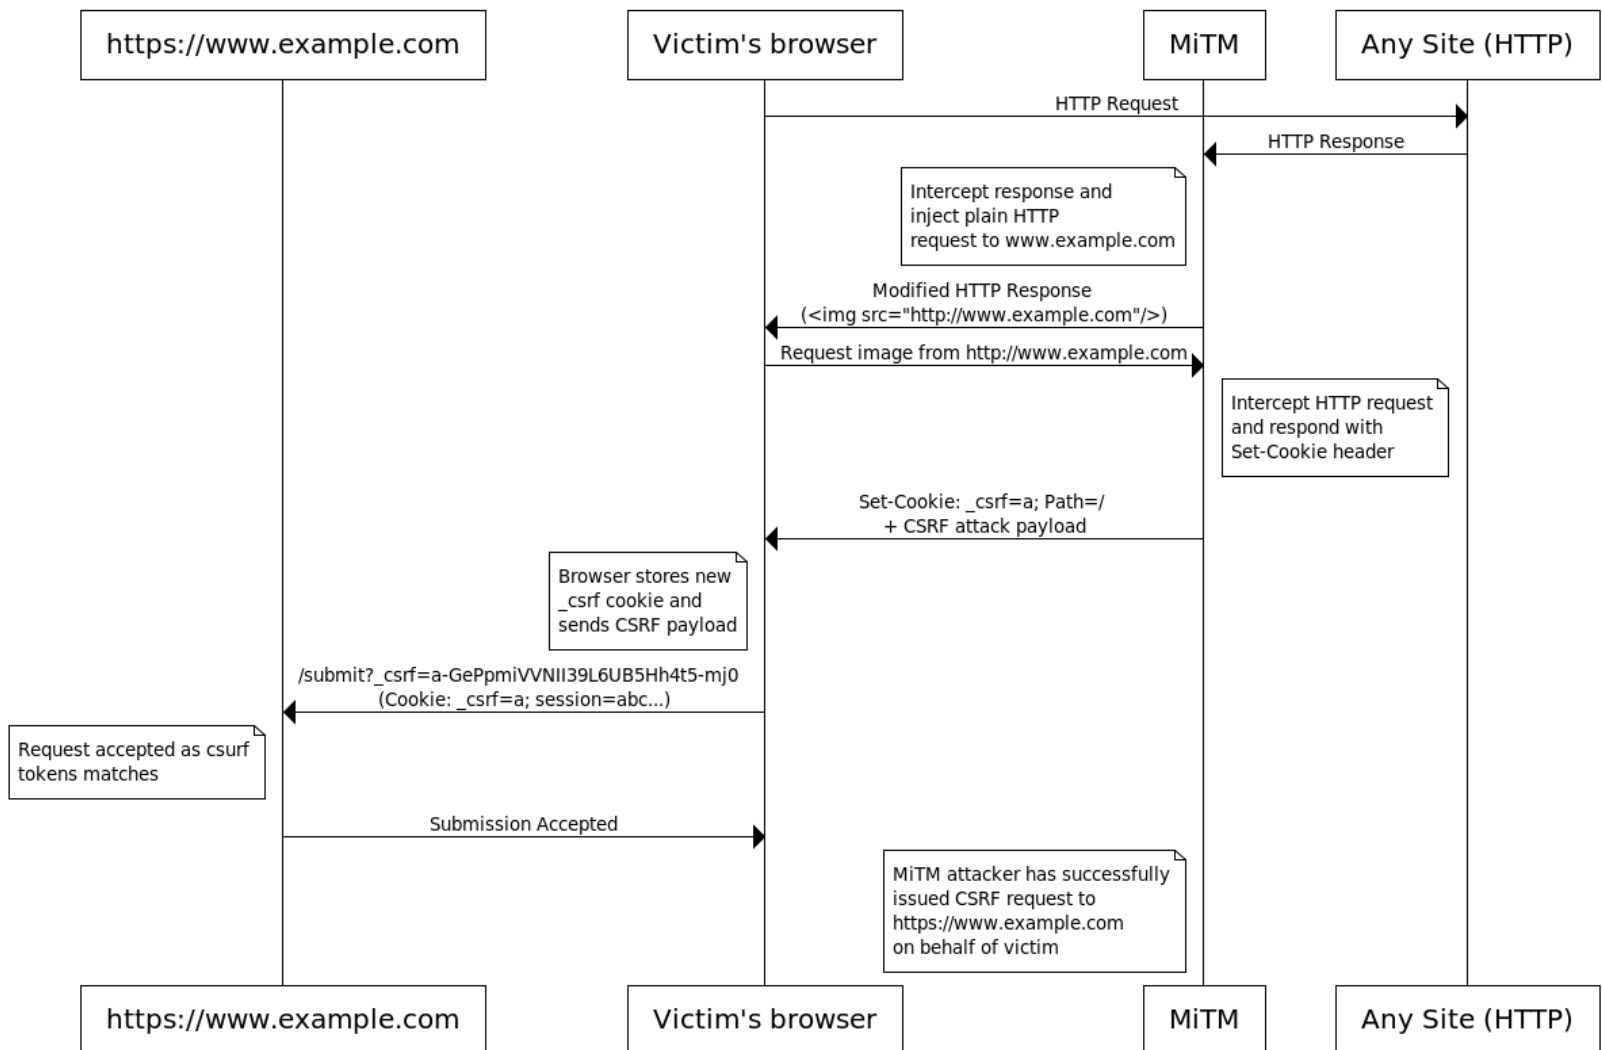 https://www.example.com
Victim's browser
MiTM
Any Site (HTTP)
HTTP Request
HTTP Response
Intercept response and
inject plain HTTP
request to www.example.com
Modified HTTP Response
(<img src="http://www.example.com"/>)
Request image from http://www.example.com
Intercept HTTP request
and respond with
Set-Cookie header
Set-Cookie: _csrf=a; Path=/
+ CSRF attack payload
Browser stores new
_csrf cookie and
sends CSRF payload
/submit?_csrf=a-GePpmiVVNII39L6UB5Hh4t5-mj0
(Cookie: _csrf=a; session=abc...)
Request accepted as csurf
tokens matches
Submission Accepted
MiTM attacker has successfully
issued CSRF request to
https://www.example.com
on behalf of victim
https://www.example.com
Victim's browser
MiTM
Any Site (HTTP)